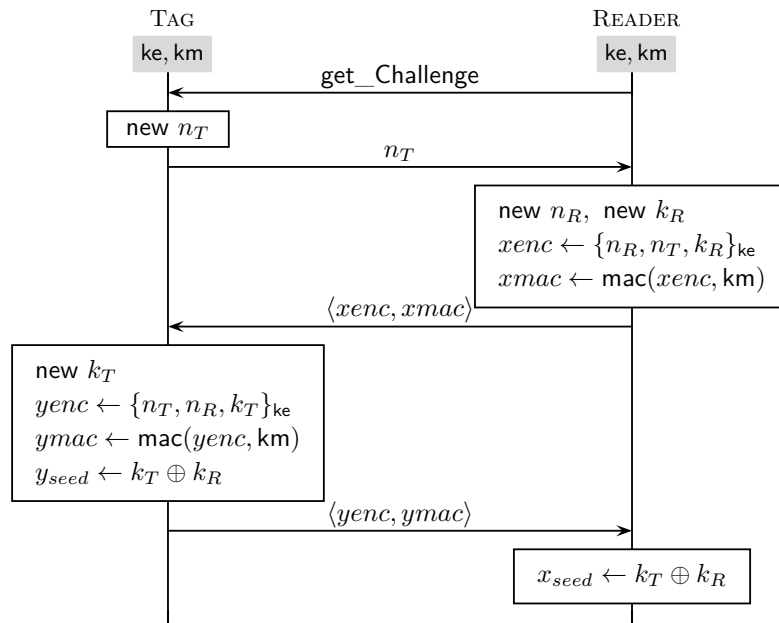 TAG READER
ke, km ke, km
get_Challenge
new n_T
n_T
new n_R, new k_R
xenc ← {n_R, n_T, k_R}_ke
xmac ← mac(xenc, km)
⟨xenc, xmac⟩
new k_T
yenc ← {n_T, n_R, k_T}_ke
ymac ← mac(yenc, km)
y_seed ← k_T ⊕ k_R
⟨yenc, ymac⟩
x_seed ← k_T ⊕ k_R